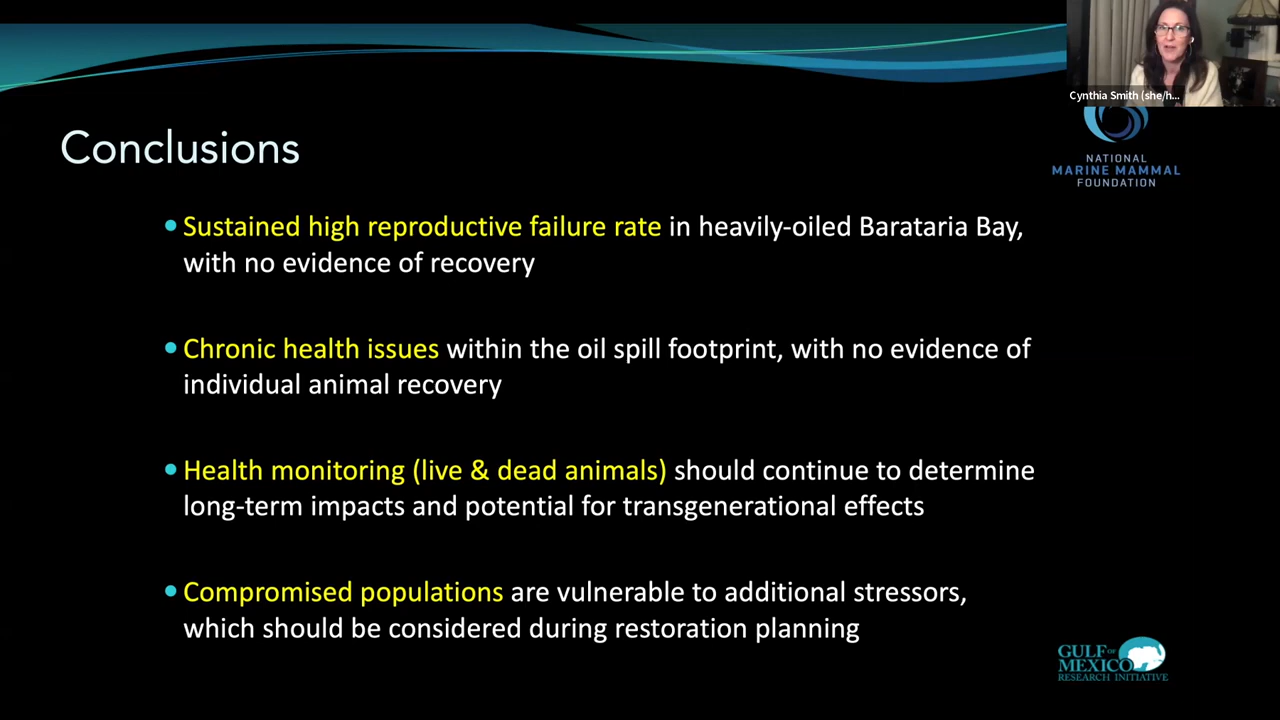 Cynthia Smith (she/h...
NATIONAL
MARINE MAMMAL
FOUNDATION
Conclusions
Sustained high reproductive failure rate in heavily-oiled Barataria Bay,
with no evidence of recovery
Chronic health issues within the oil spill footprint, with no evidence of
individual animal recovery
Health monitoring (live & dead animals) should continue to determine
long-term impacts and potential for transgenerational effects
Compromised populations are vulnerable to additional stressors,
which should be considered during restoration planning
GULF OF
MEXICO
RESEARCH INITIATIVE